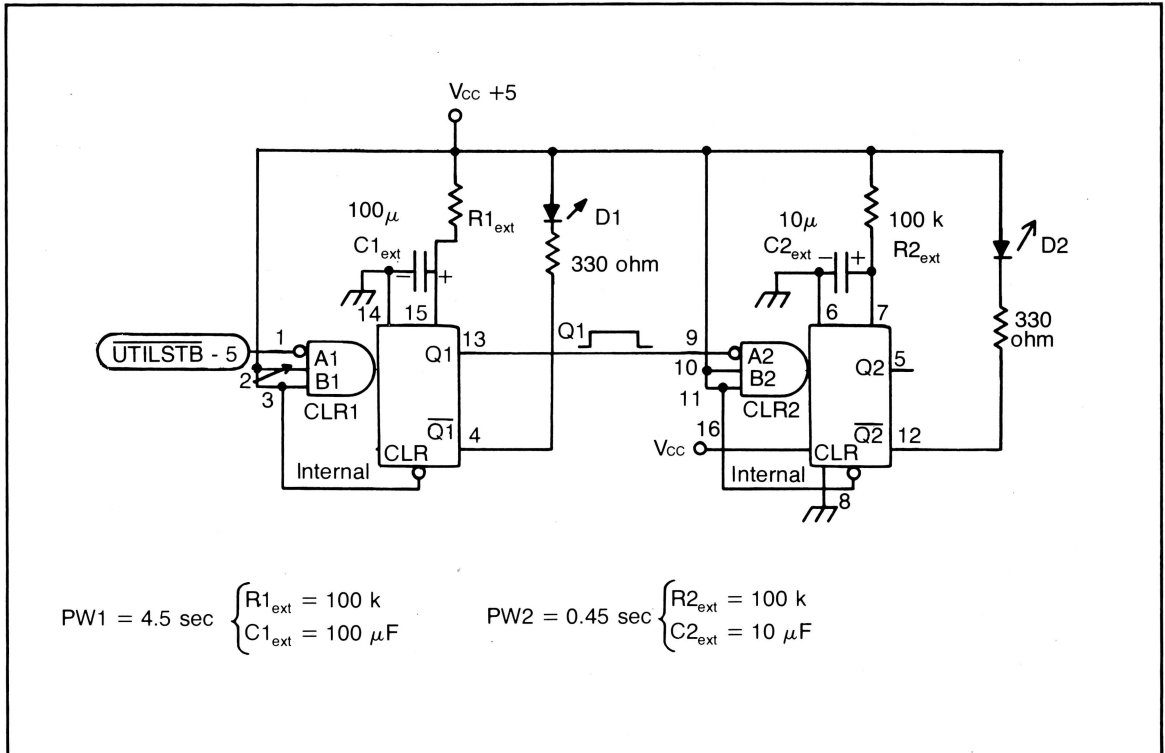 Vcc +5
100μ
C1ext
R1ext
D1
330 ohm
10μ
C2ext
100 k
R2ext
D2
330
ohm
− +
− +
14 15
6 7
UTILSTB - 5
1
2
3
A1
B1
CLR1
Q1
13
Q1
4
CLR
Internal
Q1
9
10
11
A2
B2
CLR2
Q2
5
Q2
12
16
Vcc
CLR
Internal
8
PW1 = 4.5 sec
R1ext = 100 k
C1ext = 100 μF
PW2 = 0.45 sec
R2ext = 100 k
C2ext = 10 μF